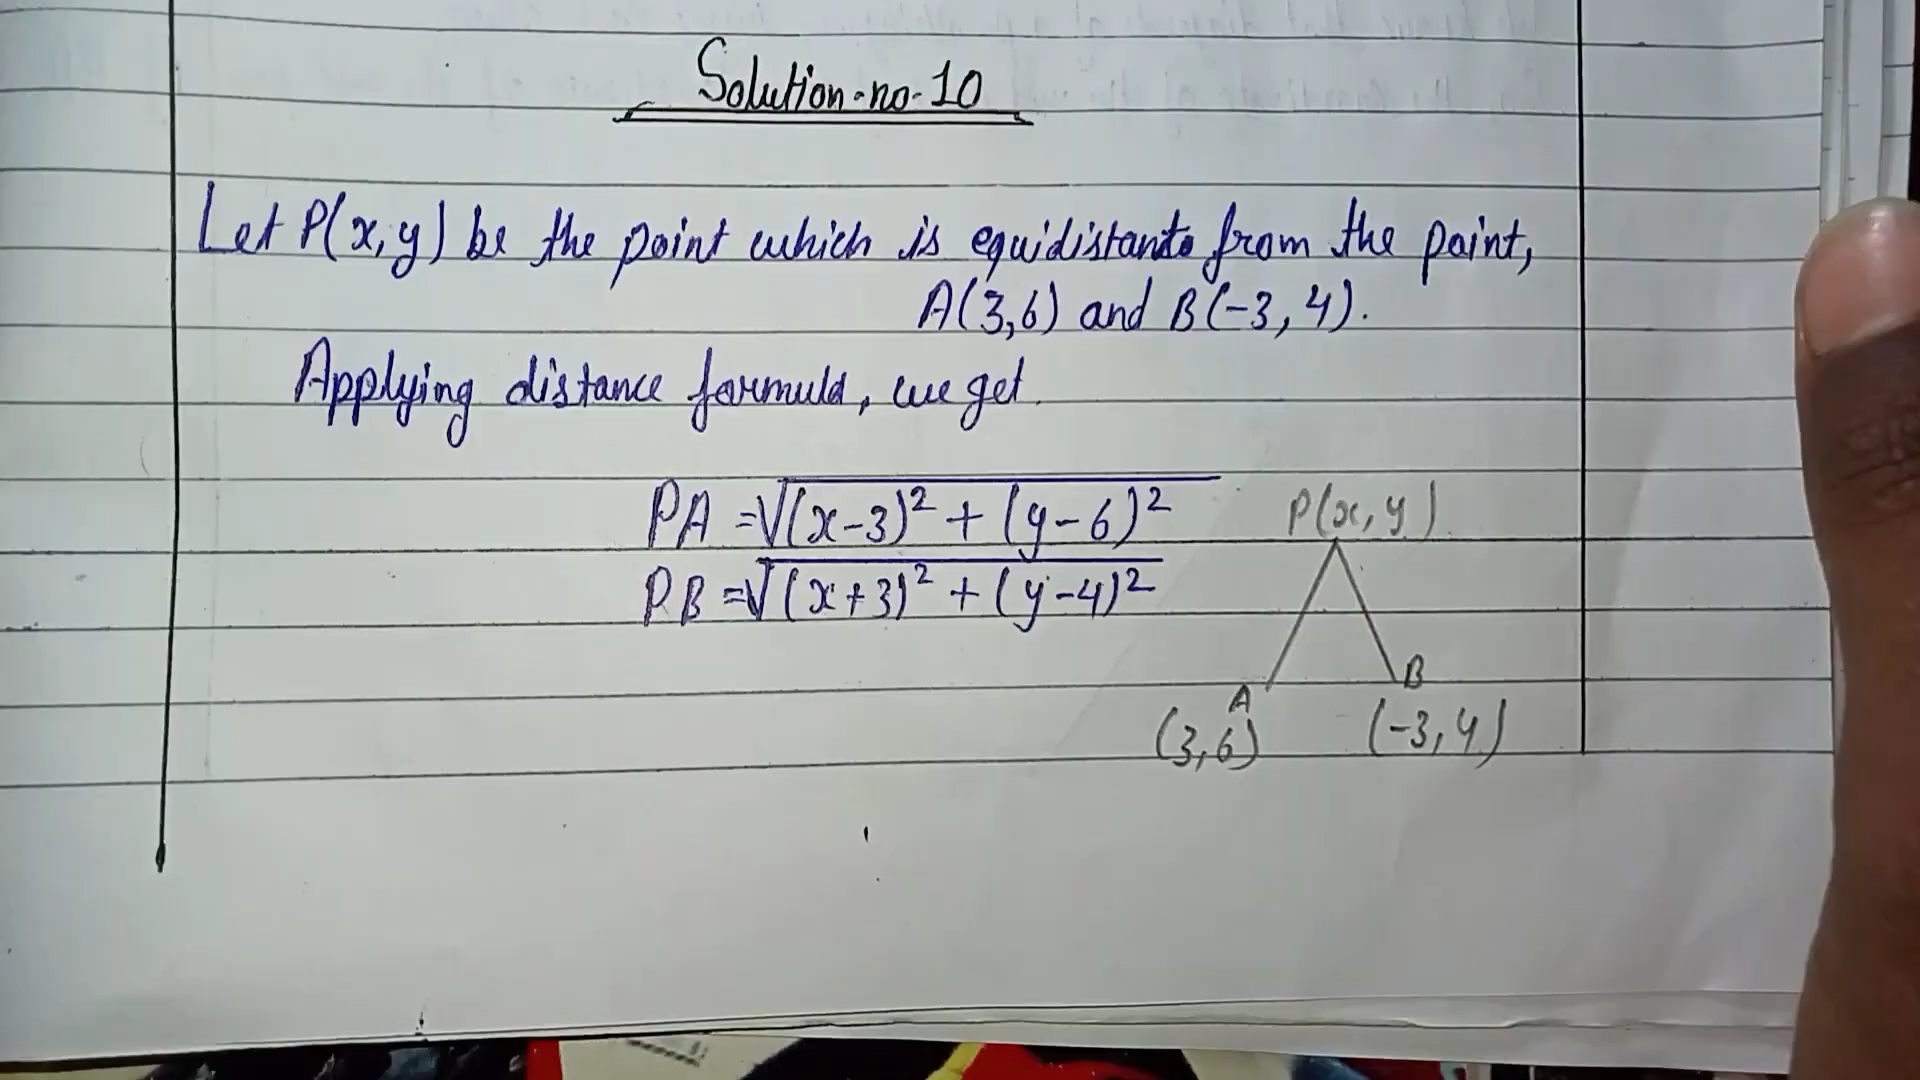 Solution-no-10
Let P(x,y) be the point which is equidistants from the point,
A(3,6) and B(-3,4).
Applying distance formula, we get.
PA =√(x-3)² + (y-6)²
P(x,y)
PB =√(x+3)² + (y-4)²
A
B
(3,6)
(-3,4)